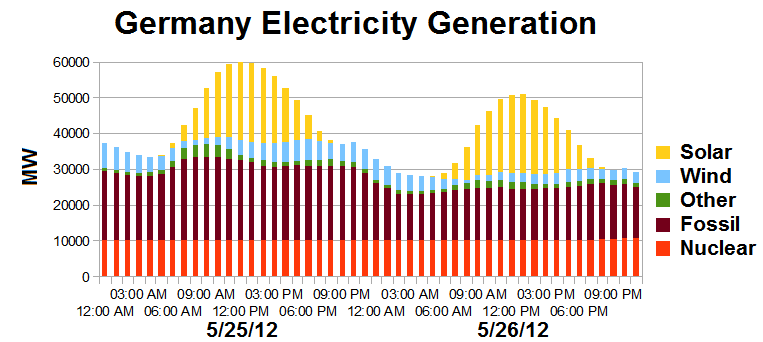 Germany Electricity Generation
60000
50000
40000
30000
20000
10000
0
MW
Solar
Wind
Other
Fossil
Nuclear
03:00 AM 09:00 AM 03:00 PM 09:00 PM 03:00 AM 09:00 AM 03:00 PM 09:00 PM
12:00 AM 06:00 AM 12:00 PM 06:00 PM 12:00 AM 06:00 AM 12:00 PM 06:00 PM
5/25/12 5/26/12